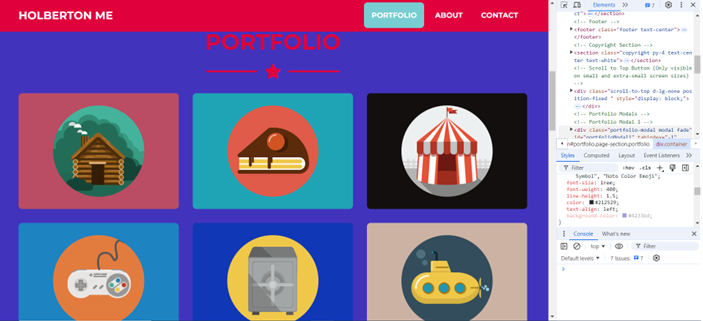 HOLBERTON ME
PORTFOLIO
ABOUT
CONTACT
PORTFOLIO
Elements
7
ct"></section>
<!-- Footer -->
<footer class="footer text-center">
</footer>
<!-- Copyright Section -->
<section class="copyright py-4 text-cen
ter text-white"> </section>
<!-- Scroll to Top Button (Only visible
on small and extra-small screen sizes)
-->
<div class="scroll-to-top d-lg-none pos
ition-fixed " style="display: block;">
</div>
<!-- Portfolio Modals -->
<!-- Portfolio Modal 1 -->
<div class="portfolio-modal modal fade"
id="portfolioModal1" tabindex="-1"
n#portfolio.page-section.portfolio
div.container
Styles
Computed
Layout
Event Listeners
Filter
:hov
.cls
Symbol", "Noto Color Emoji";
font-size: 1rem;
font-weight: 400;
line-height: 1.5;
color: #212529;
text-align: left;
}
Console
What's new
top
Filter
Default levels
7 Issues:
7